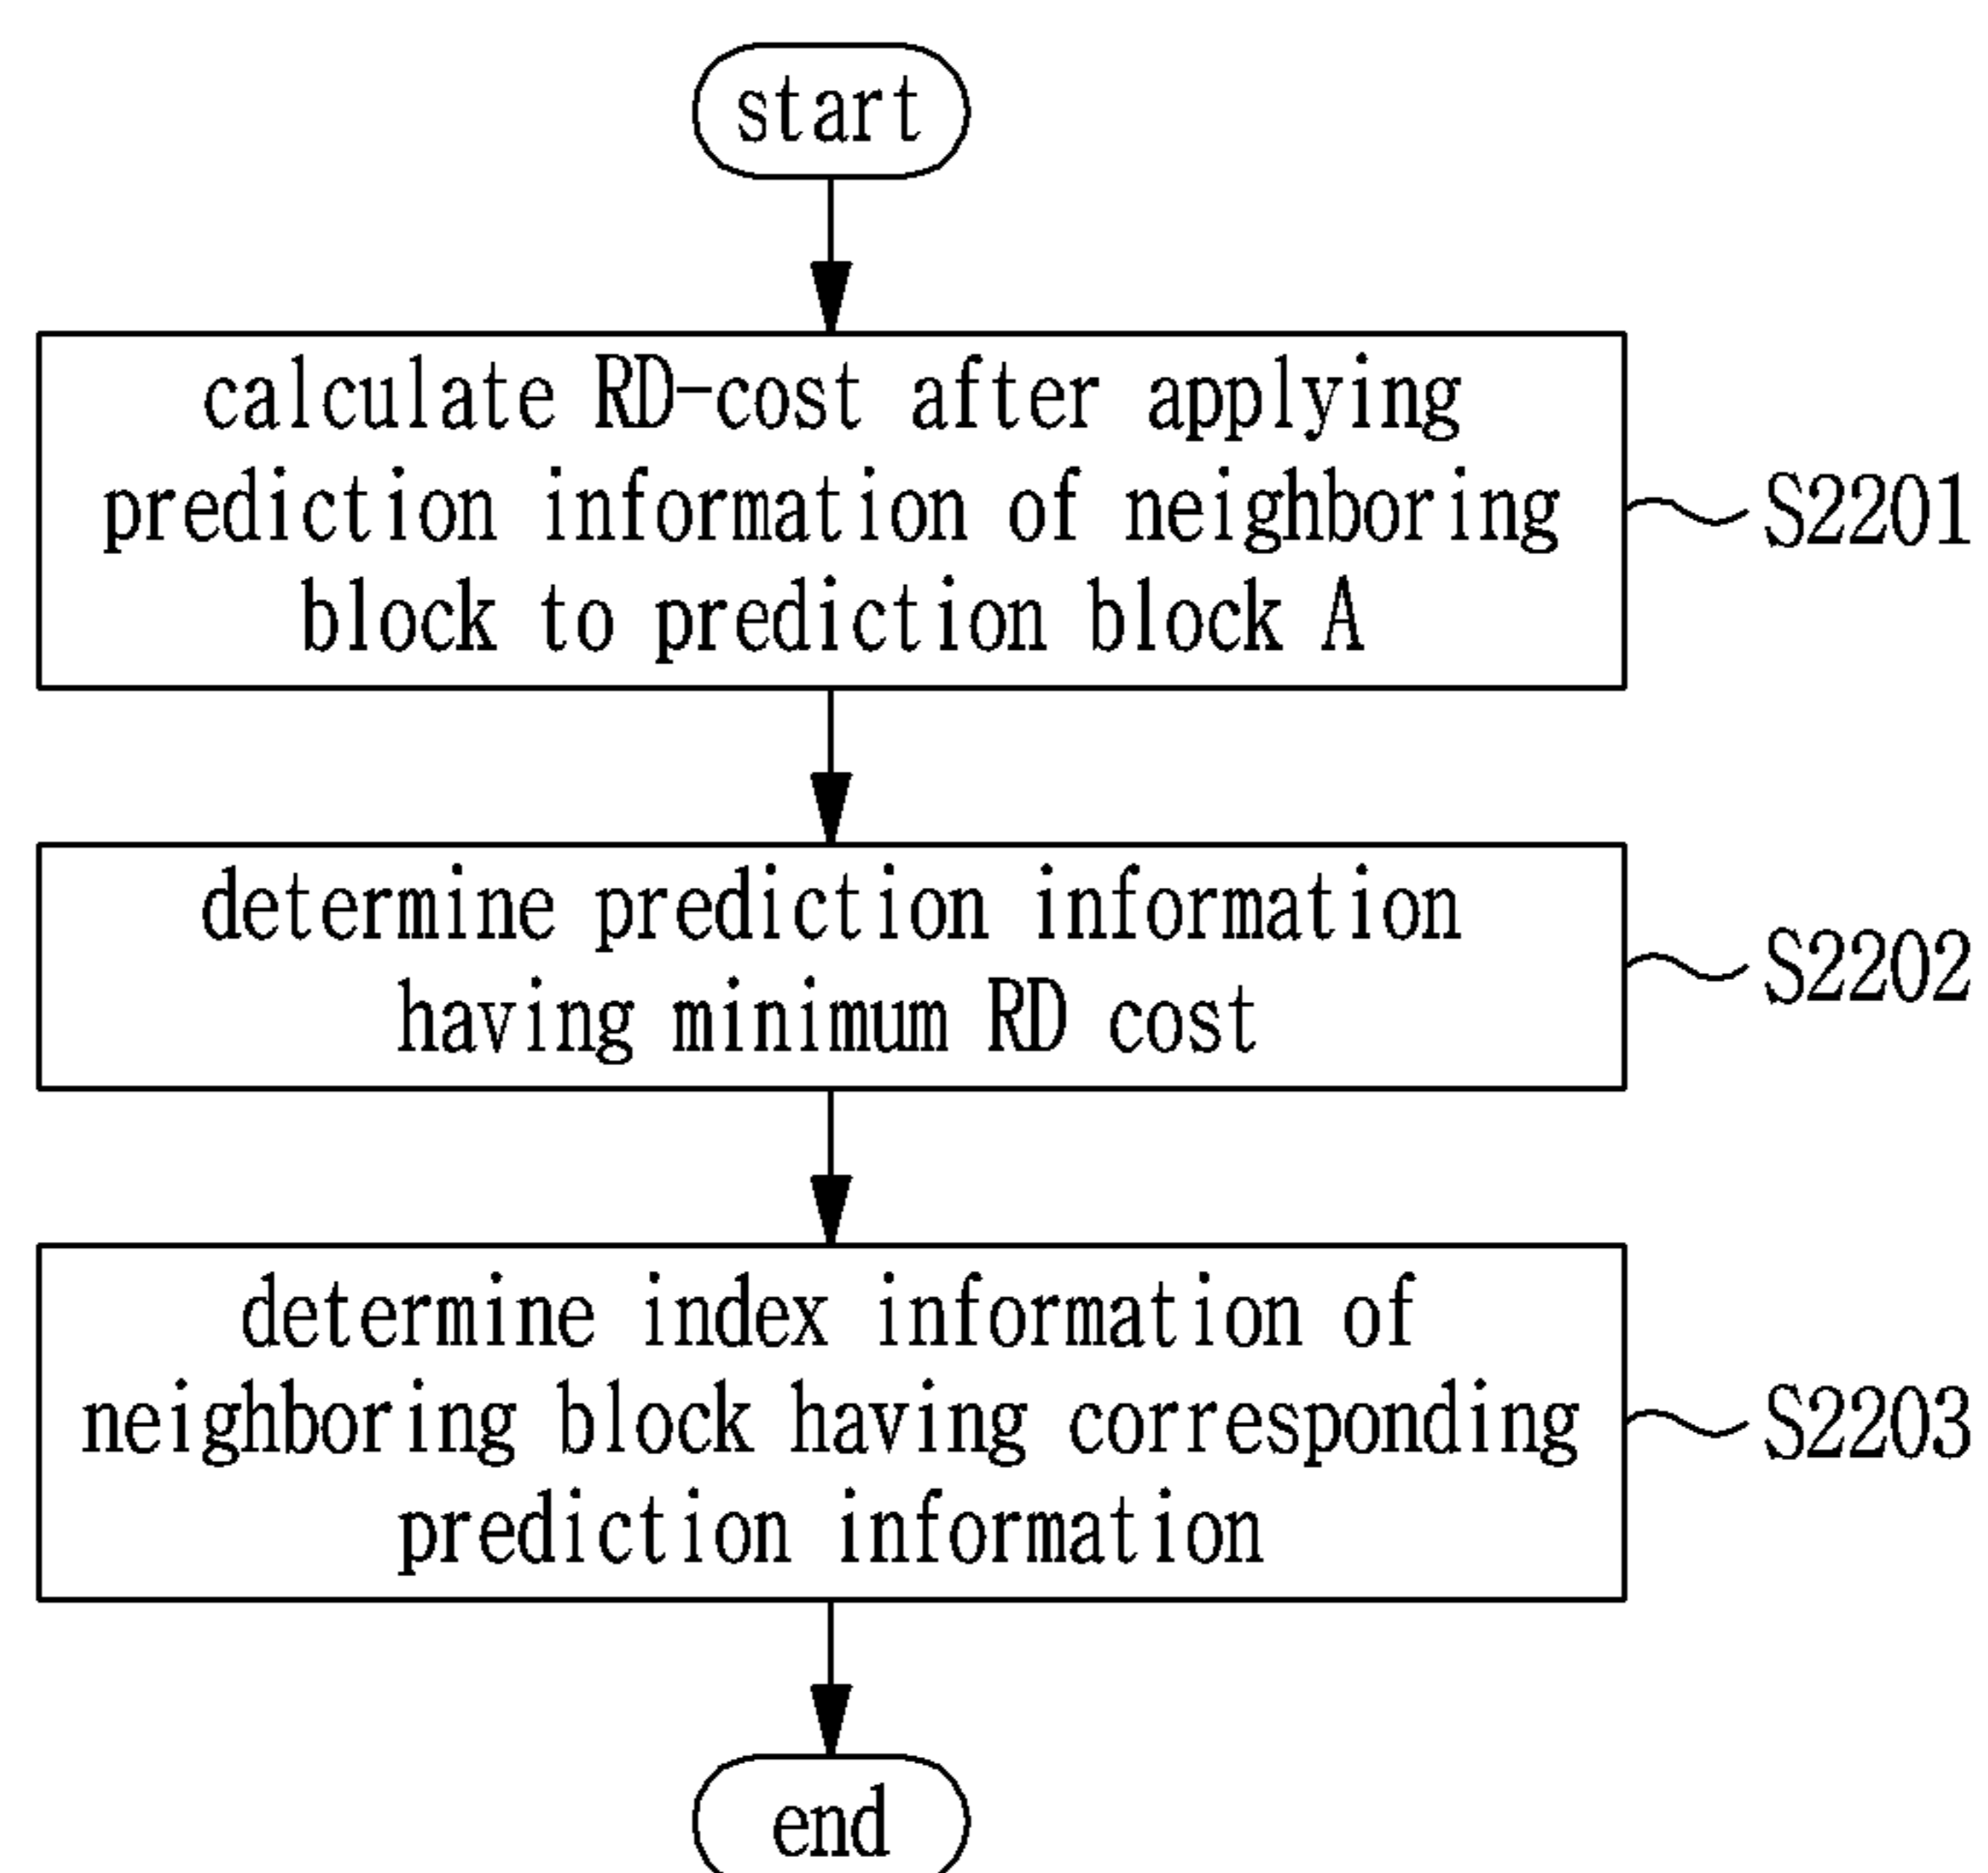 start
calculate RD-cost after applying
prediction information of neighboring
block to prediction block A
S2201
determine prediction information
having minimum RD cost
S2202
determine index information of
neighboring block having corresponding
prediction information
S2203
end